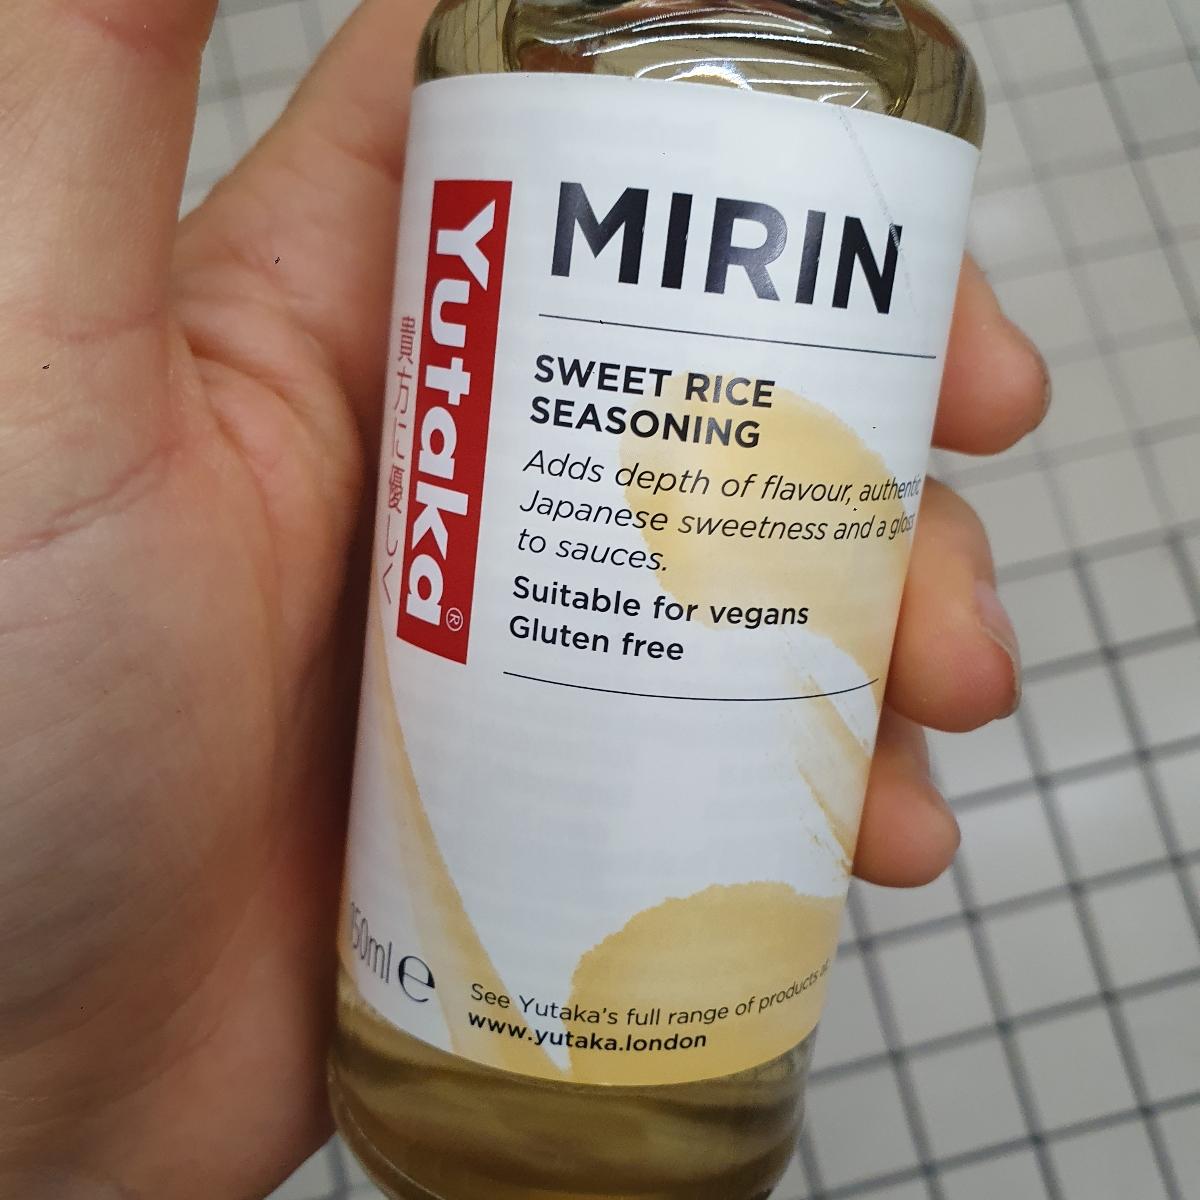 Yutaka®
MIRIN
SWEET RICE
SEASONING
Adds depth of flavour, authentic
Japanese sweetness and a gloss
to sauces.
Suitable for vegans
Gluten free
150ml e
See Yutaka's full range of products at:
www.yutaka.london